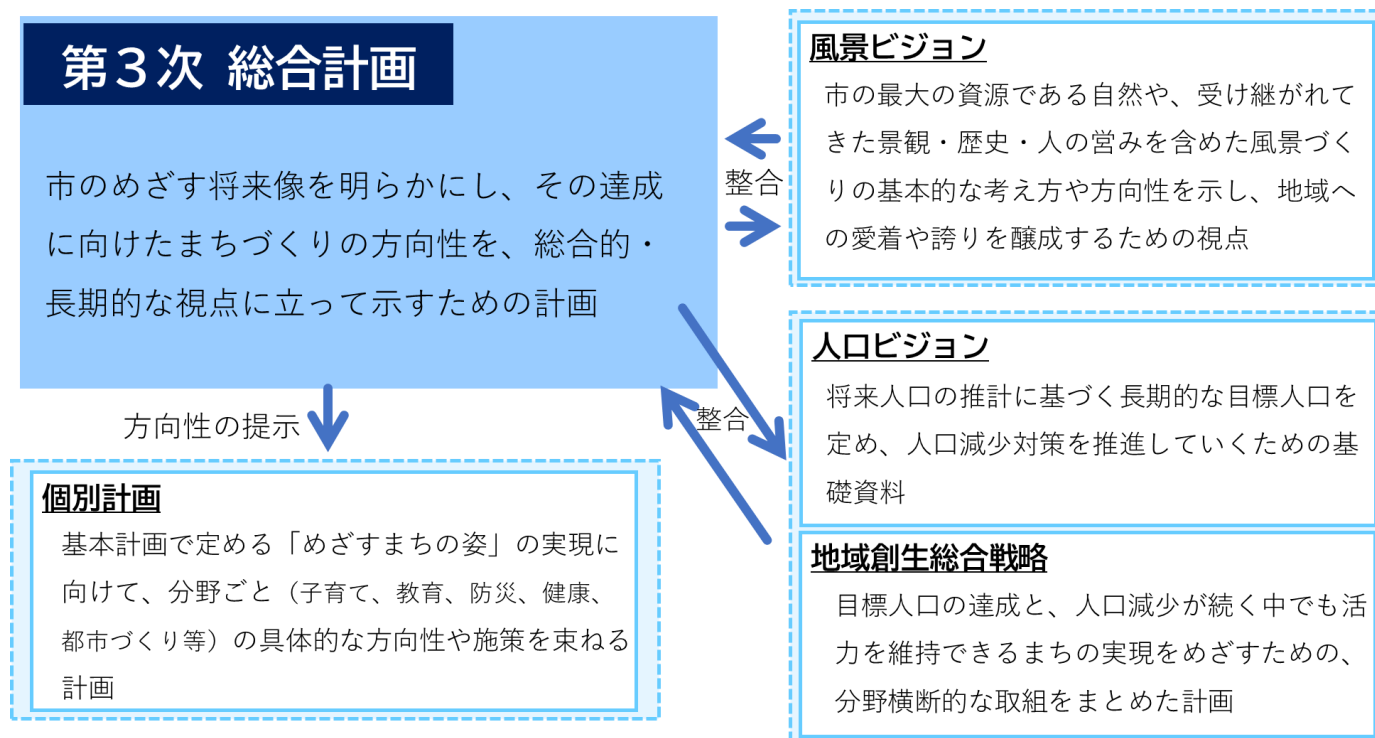 第３次 総合計画
市のめざす将来像を明らかにし、その達成
に向けたまちづくりの方向性を、総合的・
長期的な視点に立って示すための計画
整合
風景ビジョン
市の最大の資源である自然や、受け継がれて
きた景観・歴史・人の営みを含めた風景づく
りの基本的な考え方や方向性を示し、地域へ
の愛着や誇りを醸成するための視点
方向性の提示
整合
人口ビジョン
将来人口の推計に基づく長期的な目標人口を
定め、人口減少対策を推進していくための基
礎資料
個別計画
基本計画で定める「めざすまちの姿」の実現に
向けて、分野ごと（子育て、教育、防災、健康、
都市づくり等）の具体的な方向性や施策を束ねる
計画
地域創生総合戦略
目標人口の達成と、人口減少が続く中でも活
力を維持できるまちの実現をめざすための、
分野横断的な取組をまとめた計画